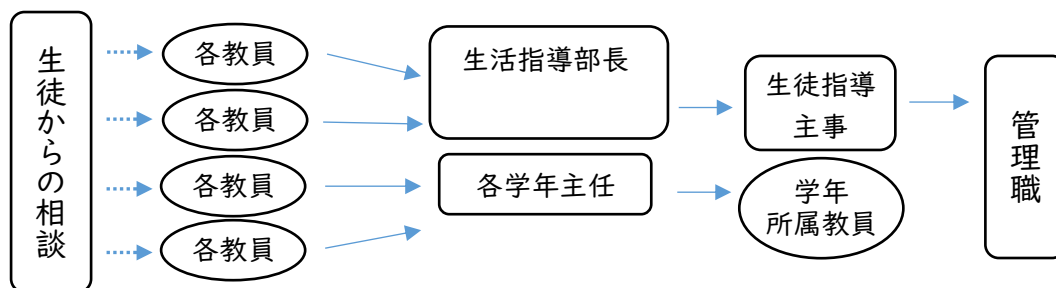 生徒からの相談
各教員
各教員
各教員
各教員
生活指導部長
各学年主任
生徒指導
主事
学年
所属教員
管理職